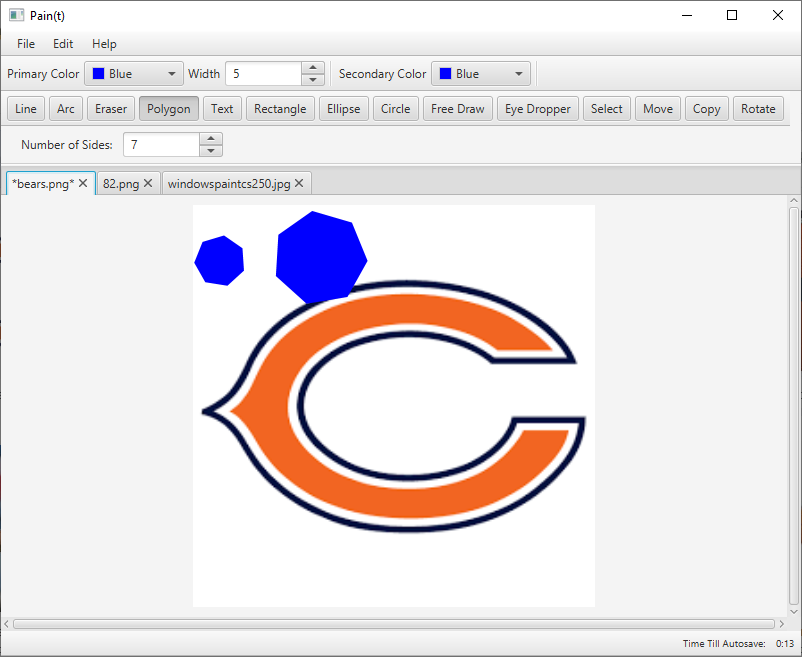 Pain(t)
File Edit Help
Primary Color Blue Width 5 Secondary Color Blue
Line Arc Eraser Polygon Text Rectangle Ellipse Circle Free Draw Eye Dropper Select Move Copy Rotate
Number of Sides: 7
*bears.png* 82.png windowspaintcs250.jpg
Time Till Autosave: 0:13